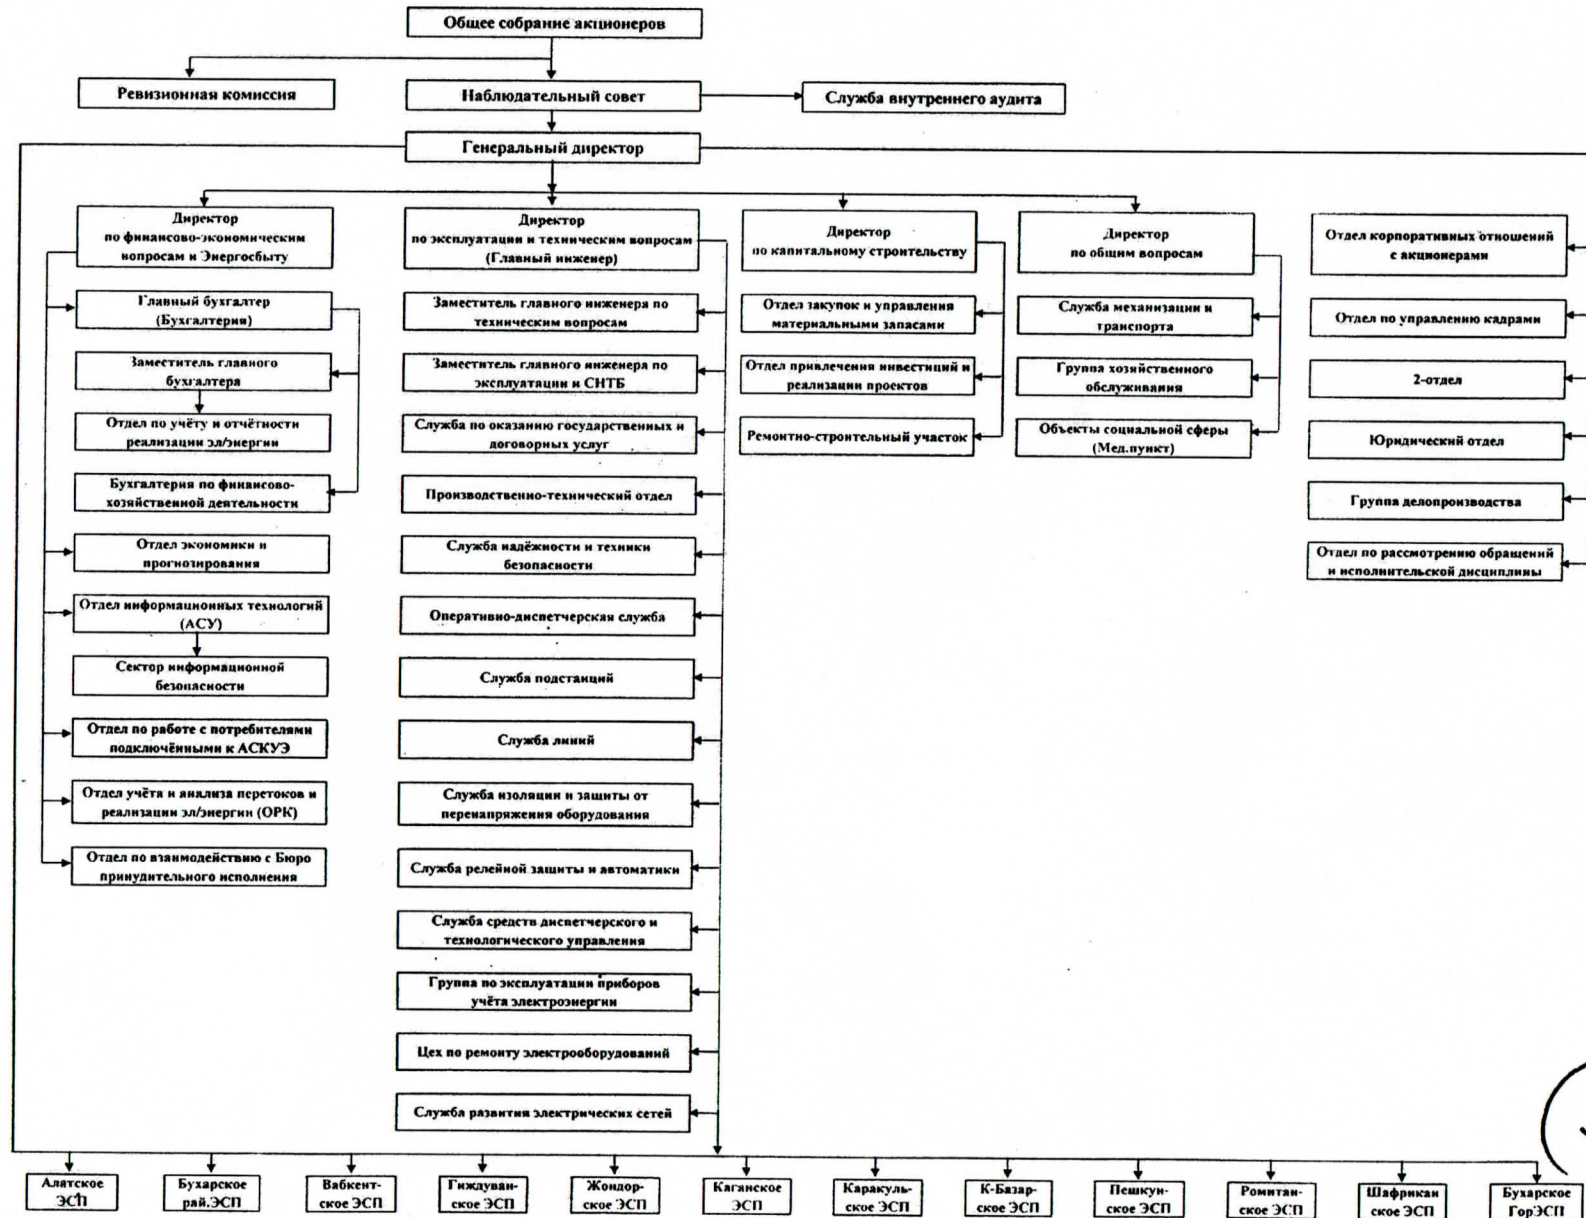 Общее собрание акционеров
Ревизионная комиссия
Наблюдательный совет
Служба внутреннего аудита
Генеральный директор
Директор
по финансово-экономическим
вопросам и Энергосбыту
Главный бухгалтер
(Бухгалтерия)
Заместитель главного
бухгалтера
Отдел по учёту и отчётности
реализации эл/энергии
Бухгалтерия по финансово-
хозяйственной деятельности
Отдел экономики и
прогнозирования
Отдел информационных технологий
(АСУ)
Сектор информационной
безопасности
Отдел по работе с потребителями
подключёнными к АСКУЭ
Отдел учёта и анализа перетоков и
реализации эл/энергии (ОРК)
Отдел по взаимодействию с Бюро
принудительного исполнения
Директор
по эксплуатации и техническим вопросам
(Главный инженер)
Заместитель главного инженера по
техническим вопросам
Заместитель главного инженера по
эксплуатации и СНТБ
Служба по оказанию государственных и
договорных услуг
Производственно-технический отдел
Служба надёжности и техники
безопасности
Оперативно-диспетчерская служба
Служба подстанций
Служба линий
Служба изоляции и защиты от
перенапряжения оборудования
Служба релейной защиты и автоматики
Служба средств диспетчерского и
технологического управления
Группа по эксплуатации приборов
учёта электроэнергии
Цех по ремонту электрооборудований
Служба развития электрических сетей
Директор
по капитальному строительству
Отдел закупок и управления
материальными запасами
Отдел привлечения инвестиций и
реализации проектов
Ремонтно-строительный участок
Директор
по общим вопросам
Служба механизации и
транспорта
Группа хозяйственного
обслуживания
Объекты социальной сферы
(Мед.пункт)
Отдел корпоративных отношений
с акционерами
Отдел по управлению кадрами
2-отдел
Юридический отдел
Группа делопроизводства
Отдел по рассмотрению обращений
и исполнительской дисциплины
Алатское
ЭСП
Бухарское
рай.ЭСП
Вабкент-
ское ЭСП
Гиждуван-
ское ЭСП
Жондор-
ское ЭСП
Каганское
ЭСП
Каракуль-
ское ЭСП
К-Базар-
ское ЭСП
Пешкун-
ское ЭСП
Ромитан-
ское ЭСП
Шафрикан
ское ЭСП
Бухарское
ГорЭСП